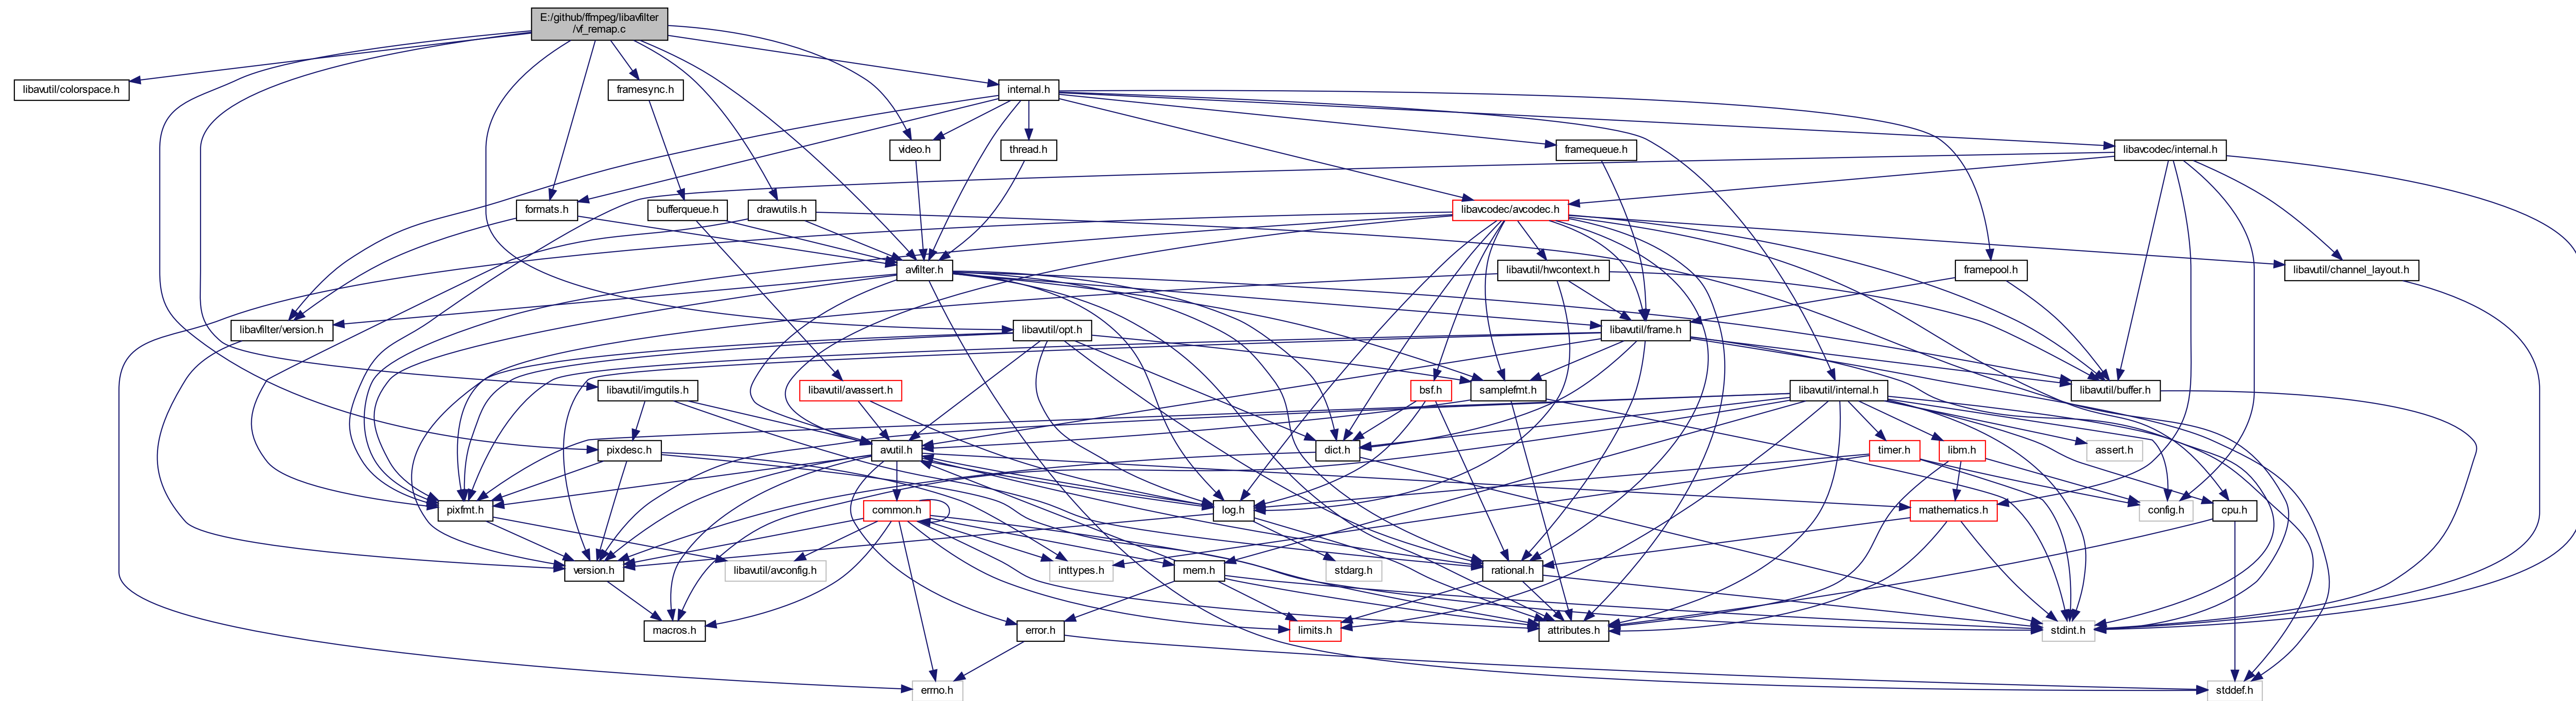 E:/github/ffmpeg/libavfilter
/vf_remap.c
libavutil/colorspace.h
framesync.h
internal.h
video.h
thread.h
framequeue.h
libavcodec/internal.h
formats.h
bufferqueue.h
drawutils.h
libavcodec/avcodec.h
avfilter.h
libavutil/hwcontext.h
framepool.h
libavutil/channel_layout.h
libavfilter/version.h
libavutil/opt.h
libavutil/frame.h
libavutil/imgutils.h
libavutil/avassert.h
bsf.h
samplefmt.h
libavutil/internal.h
libavutil/buffer.h
pixdesc.h
avutil.h
dict.h
timer.h
libm.h
assert.h
pixfmt.h
common.h
log.h
mathematics.h
config.h
cpu.h
version.h
libavutil/avconfig.h
inttypes.h
mem.h
stdarg.h
rational.h
macros.h
error.h
limits.h
attributes.h
stdint.h
errno.h
stddef.h